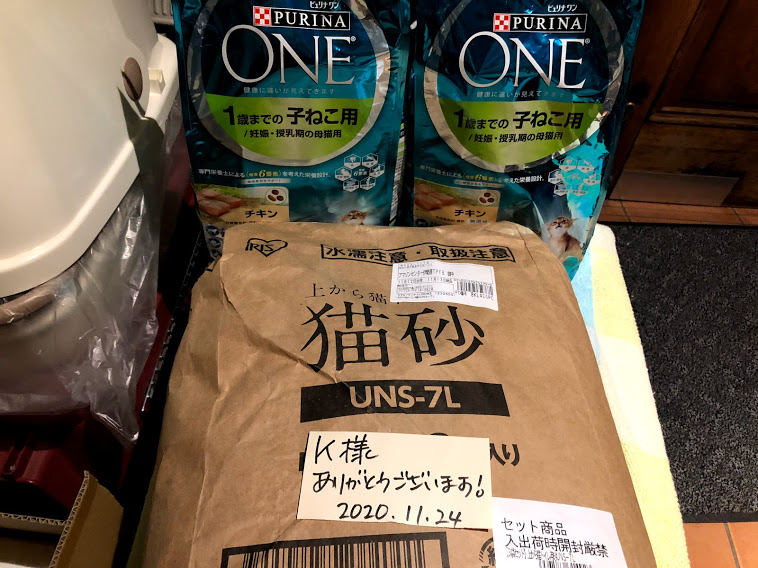 ピュリナ ワン
PURINA
ONE®
健康に違いが見えてきます
1歳までの 子ねこ用
/妊娠・授乳期の母猫用
チキン
ピュリナ ワン
PURINA
ONE®
健康に違いが見えてきます
1歳までの 子ねこ用
/妊娠・授乳期の母猫用
チキン
IRIS
水濡注意・取扱注意
上から猫
猫砂
UNS-7L
入り
K様
ありがとうございます!
2020.11.24
セット商品
入出荷時開封厳禁